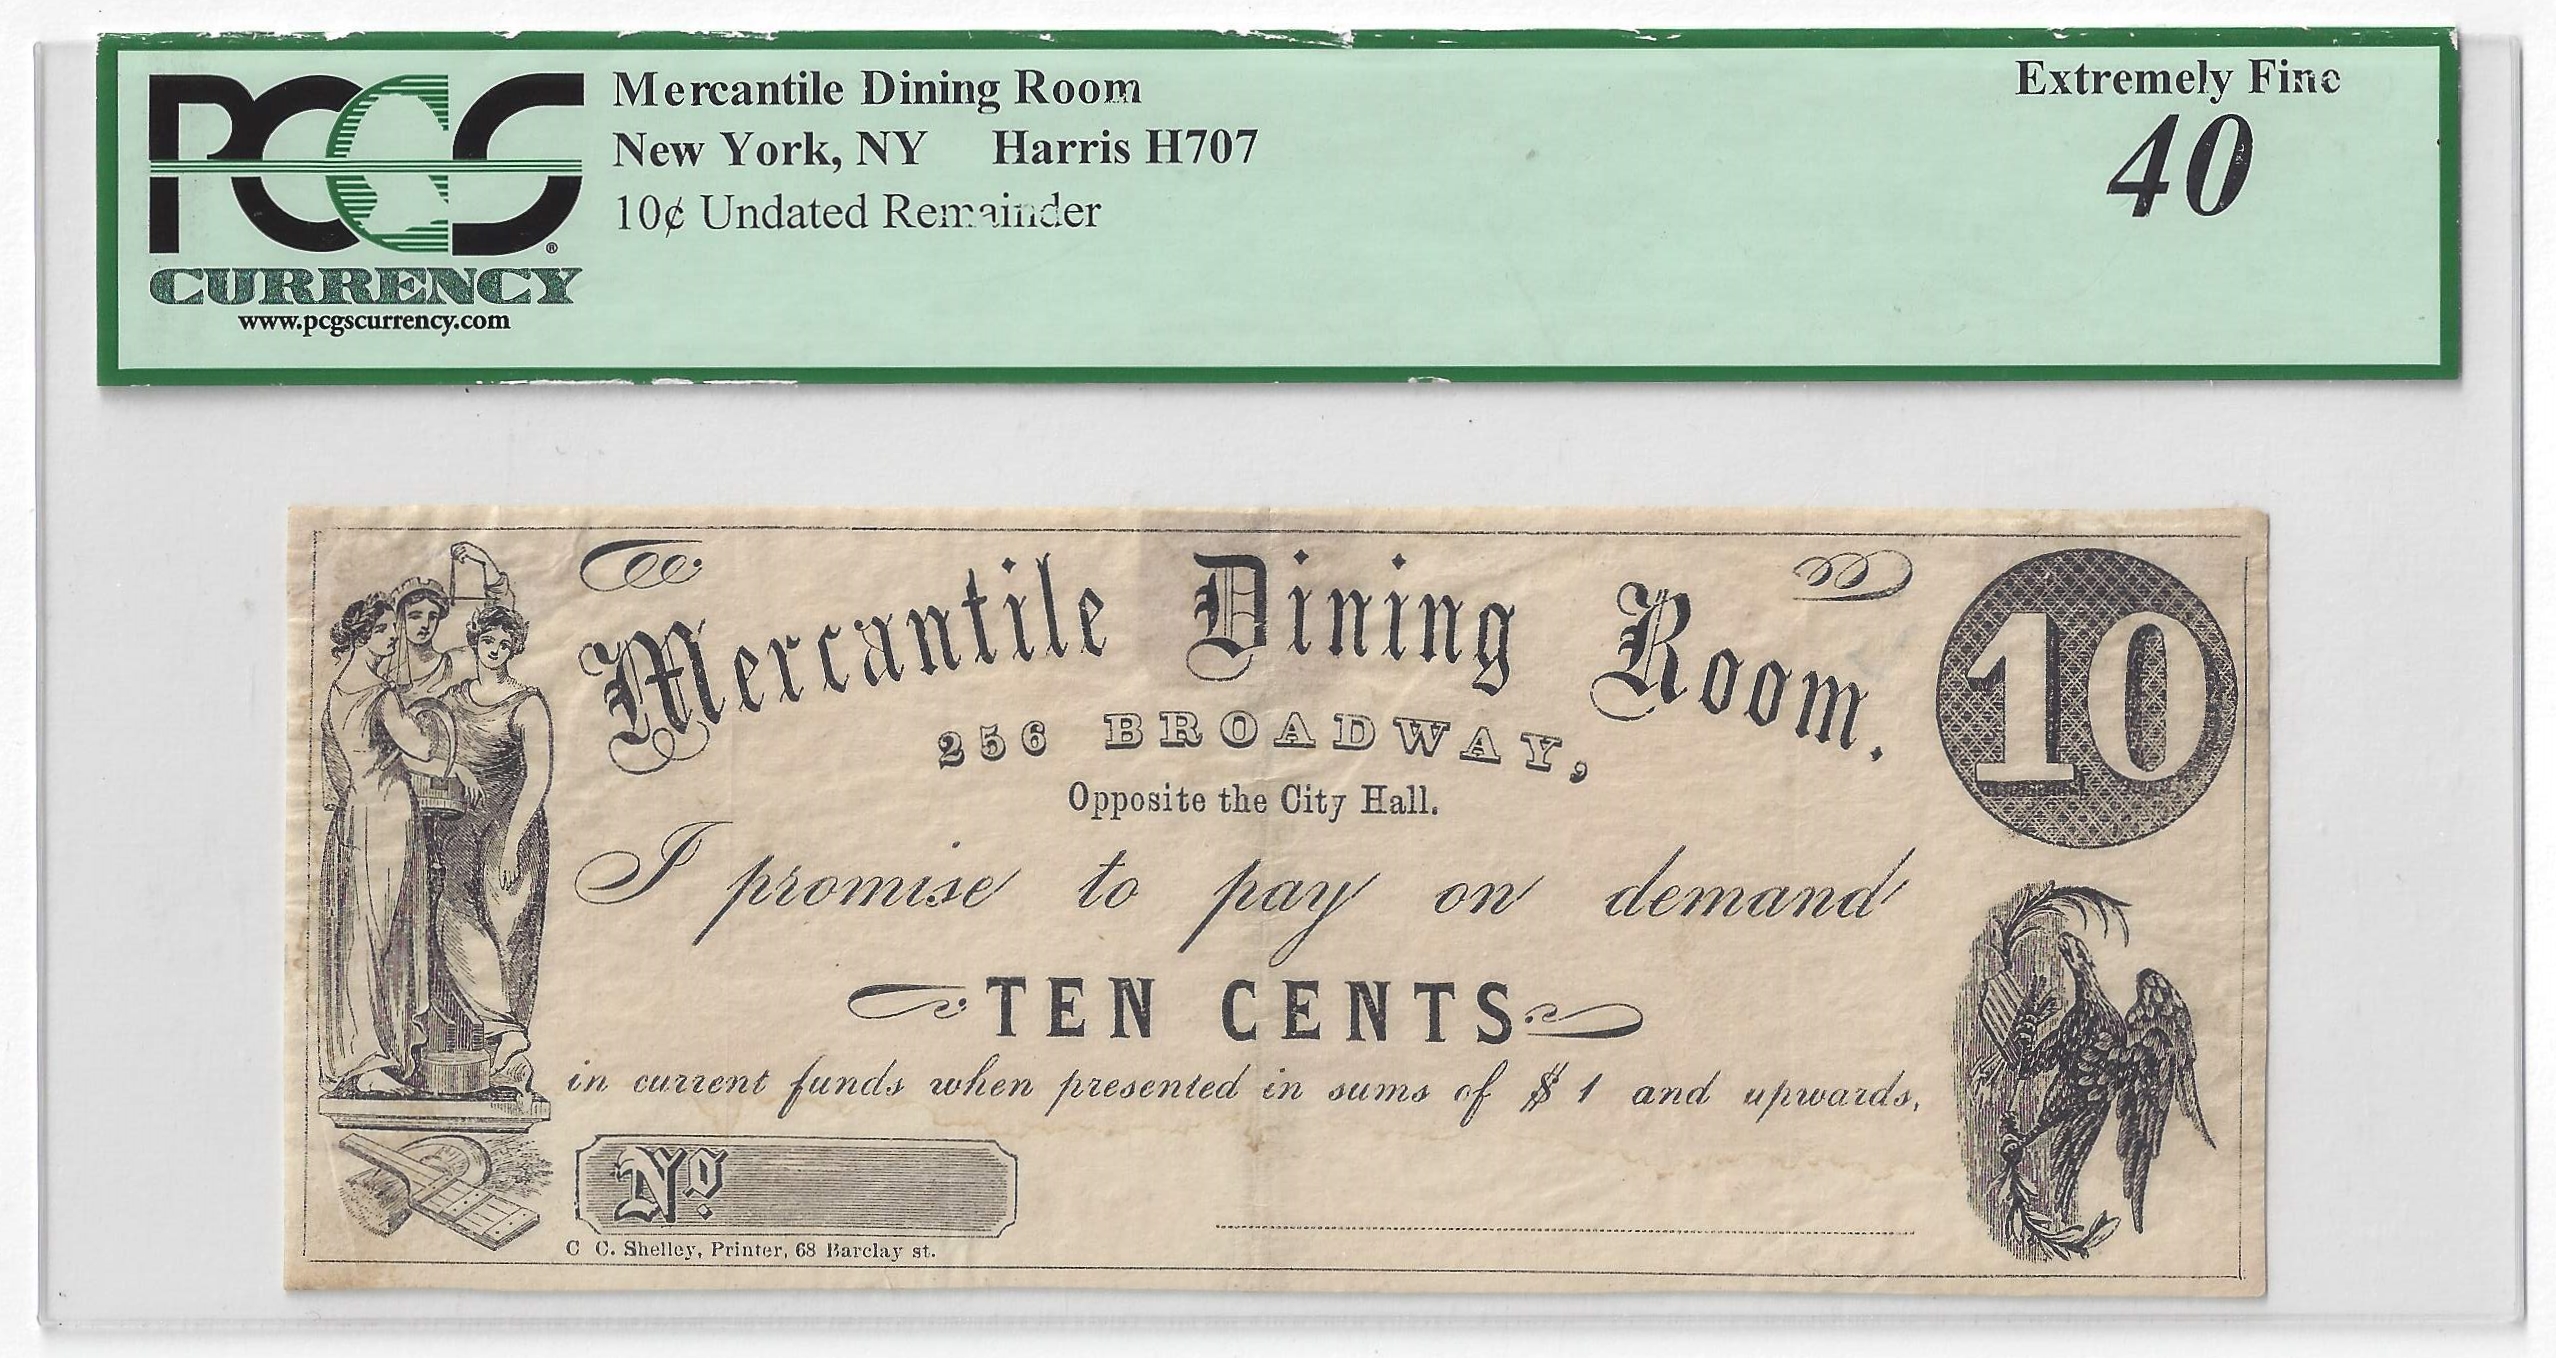 PCGS
CURRENCY
www.pcgscurrency.com
Mercantile Dining Room
New York, NY Harris H707
10¢ Undated Remainder
Extremely Fine
40
Mercantile Dining Room.
256 BROADWAY,
Opposite the City Hall.
10
I promise to pay on demand
TEN CENTS
in current funds when presented in sums of $1 and upwards,
No.
C C. Shelley, Printer, 68 Barclay st.